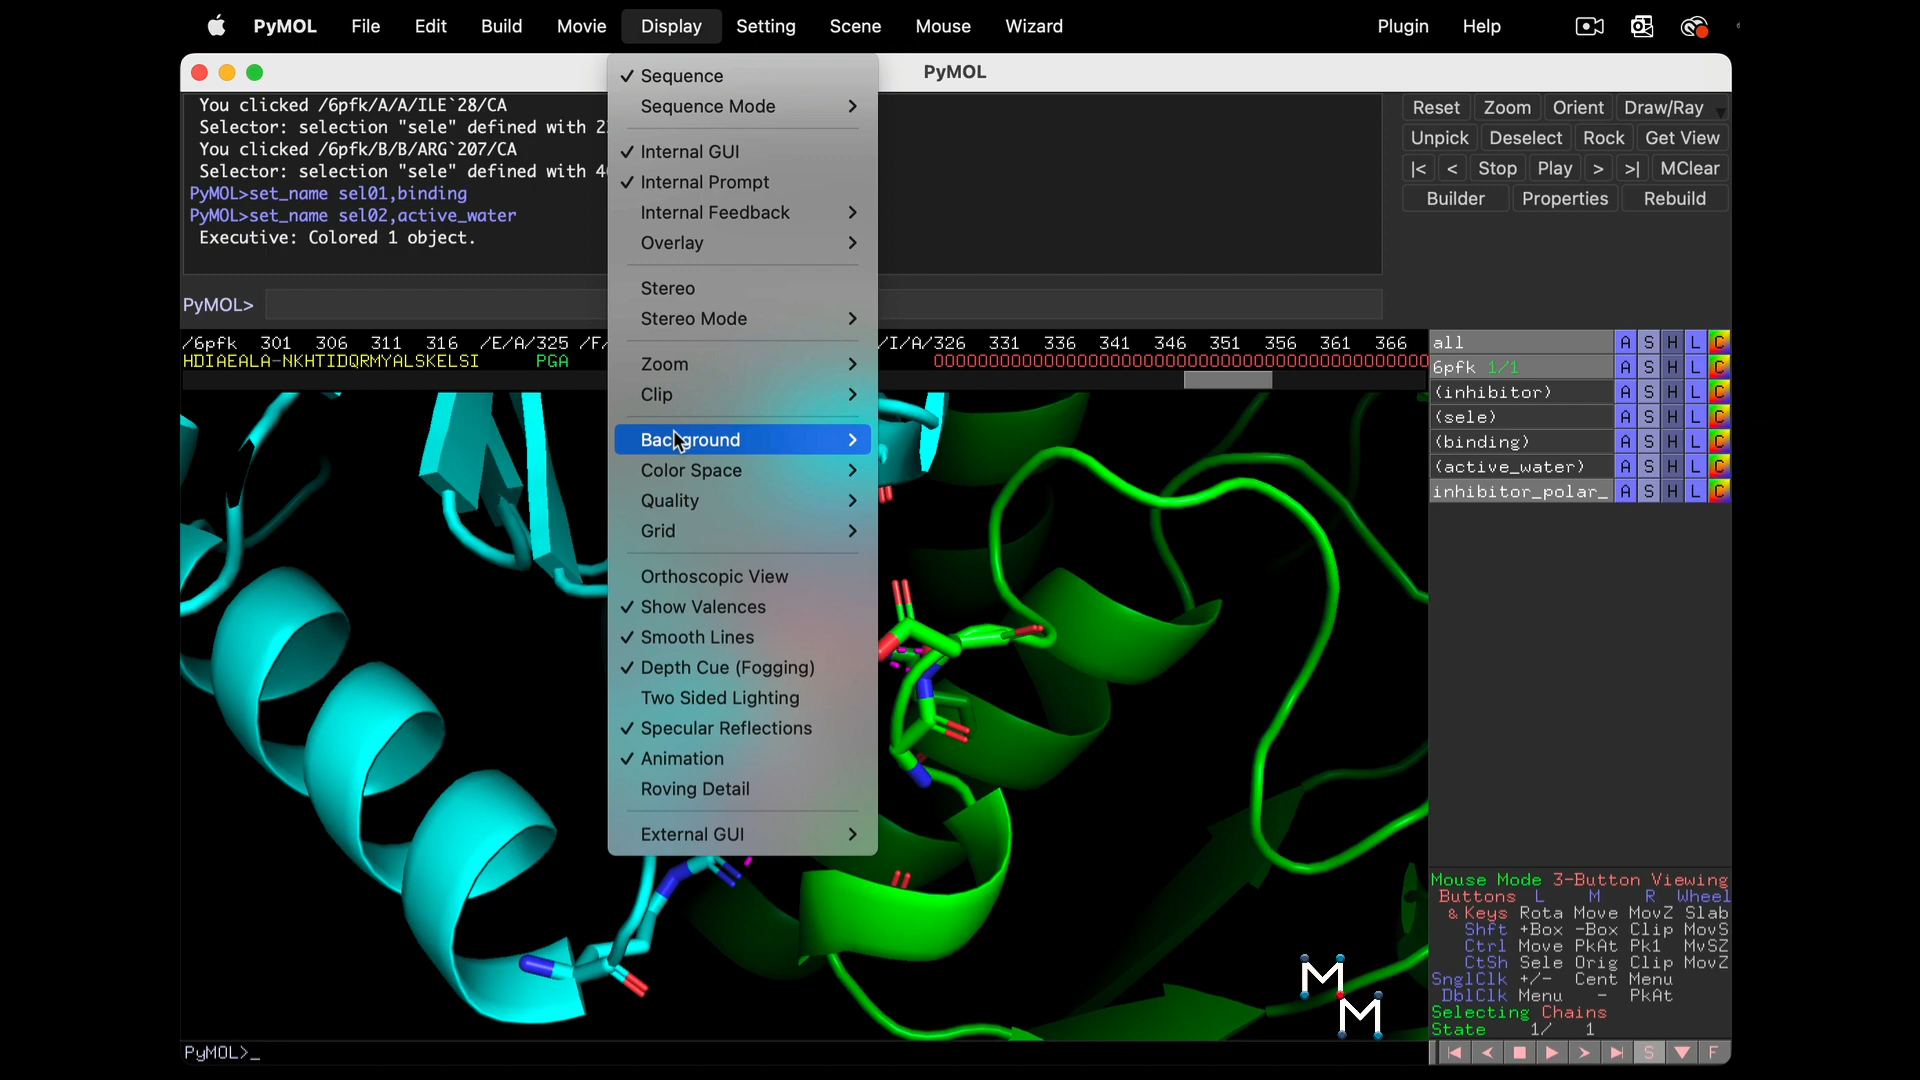 PyMOL File Edit Build Movie Display Setting Scene Mouse Wizard Plugin Help
PyMOL
You clicked /6pfk/A/A/ILE`28/CA
Selector: selection "sele" defined with 2
You clicked /6pfk/B/B/ARG`207/CA
Selector: selection "sele" defined with 4
PyMOL>set_name sel01,binding
PyMOL>set_name sel02,active_water
Executive: Colored 1 object.
PyMOL>
✓ Sequence
Sequence Mode >
✓ Internal GUI
✓ Internal Prompt
Internal Feedback >
Overlay >
Stereo
Stereo Mode >
Zoom >
Clip >
Background >
Color Space >
Quality >
Grid >
Orthoscopic View
✓ Show Valences
✓ Smooth Lines
✓ Depth Cue (Fogging)
Two Sided Lighting
✓ Specular Reflections
✓ Animation
Roving Detail
External GUI >
Reset Zoom Orient Draw/Ray
Unpick Deselect Rock Get View
|< < Stop Play > >| MClear
Builder Properties Rebuild
/6pfk 301 306 311 316 /E/A/325 /F/ /I/A/326 331 336 341 346 351 356 361 366
HDIAEALA-NKHTIDQRMYALSKELSI PGA
all A S H L C
6pfk 1/1 A S H L C
(inhibitor) A S H L C
(sele) A S H L C
(binding) A S H L C
(active_water) A S H L C
inhibitor_polar_ A S H L C
M
M
Mouse Mode 3-Button Viewing
Buttons L M R Wheel
& Keys Rota Move MovZ Slab
Shft +Box -Box Clip MovS
Ctrl Move PkAt Pk1 MvSZ
CtSh Sele Orig Clip MovZ
SnglClk +/- Cent Menu
DblClk Menu - PkAt
Selecting Chains
State 1/ 1
S F
PyMOL>_